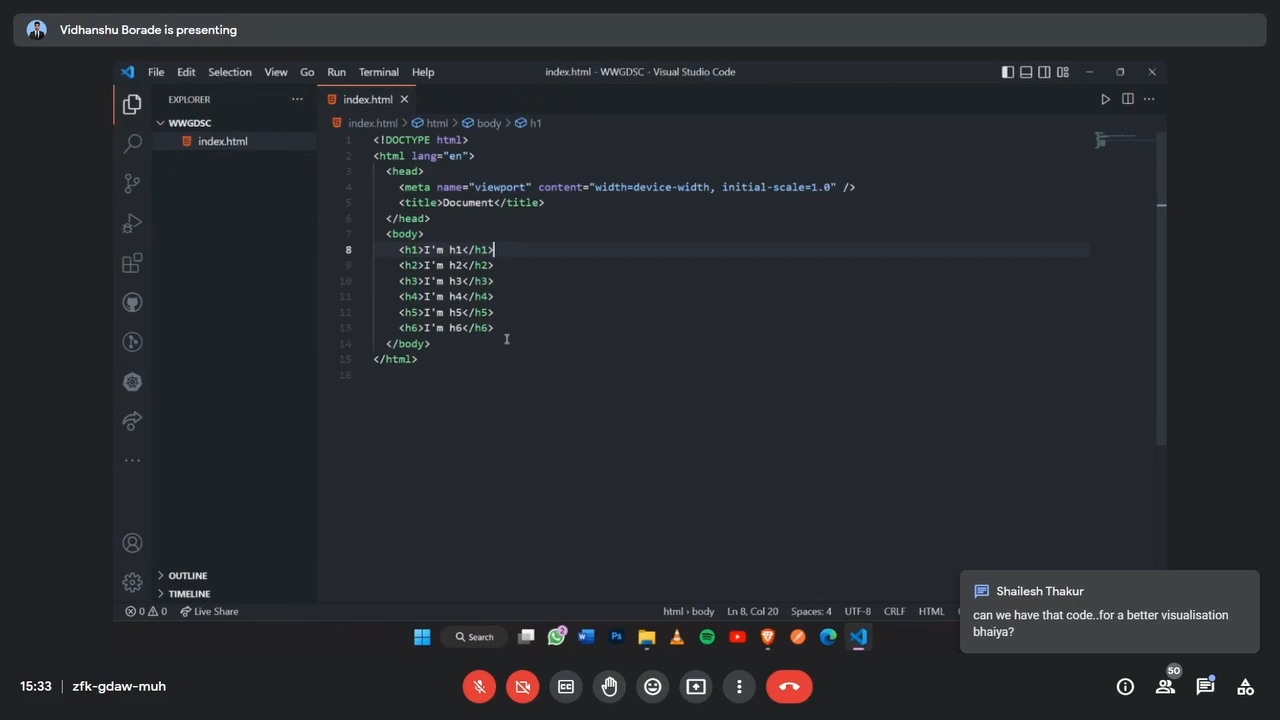 Vidhanshu Borade is presenting
File Edit Selection View Go Run Terminal Help
index.html - WWGDSC - Visual Studio Code
EXPLORER
WWGDSC
index.html
OUTLINE
TIMELINE
index.html
index.html > html > body > h1
1 <!DOCTYPE html>
2 <html lang="en">
3 <head>
4 <meta name="viewport" content="width=device-width, initial-scale=1.0" />
5 <title>Document</title>
6 </head>
7 <body>
8 <h1>I'm h1</h1>
9 <h2>I'm h2</h2>
10 <h3>I'm h3</h3>
11 <h4>I'm h4</h4>
12 <h5>I'm h5</h5>
13 <h6>I'm h6</h6>
14 </body>
15 </html>
16
0 0 Live Share
html › body Ln 8, Col 20 Spaces: 4 UTF-8 CRLF HTML
Shailesh Thakur
can we have that code..for a better visualisation
bhaiya?
2 W Ps
Search
15:33 | zfk-gdaw-muh
50